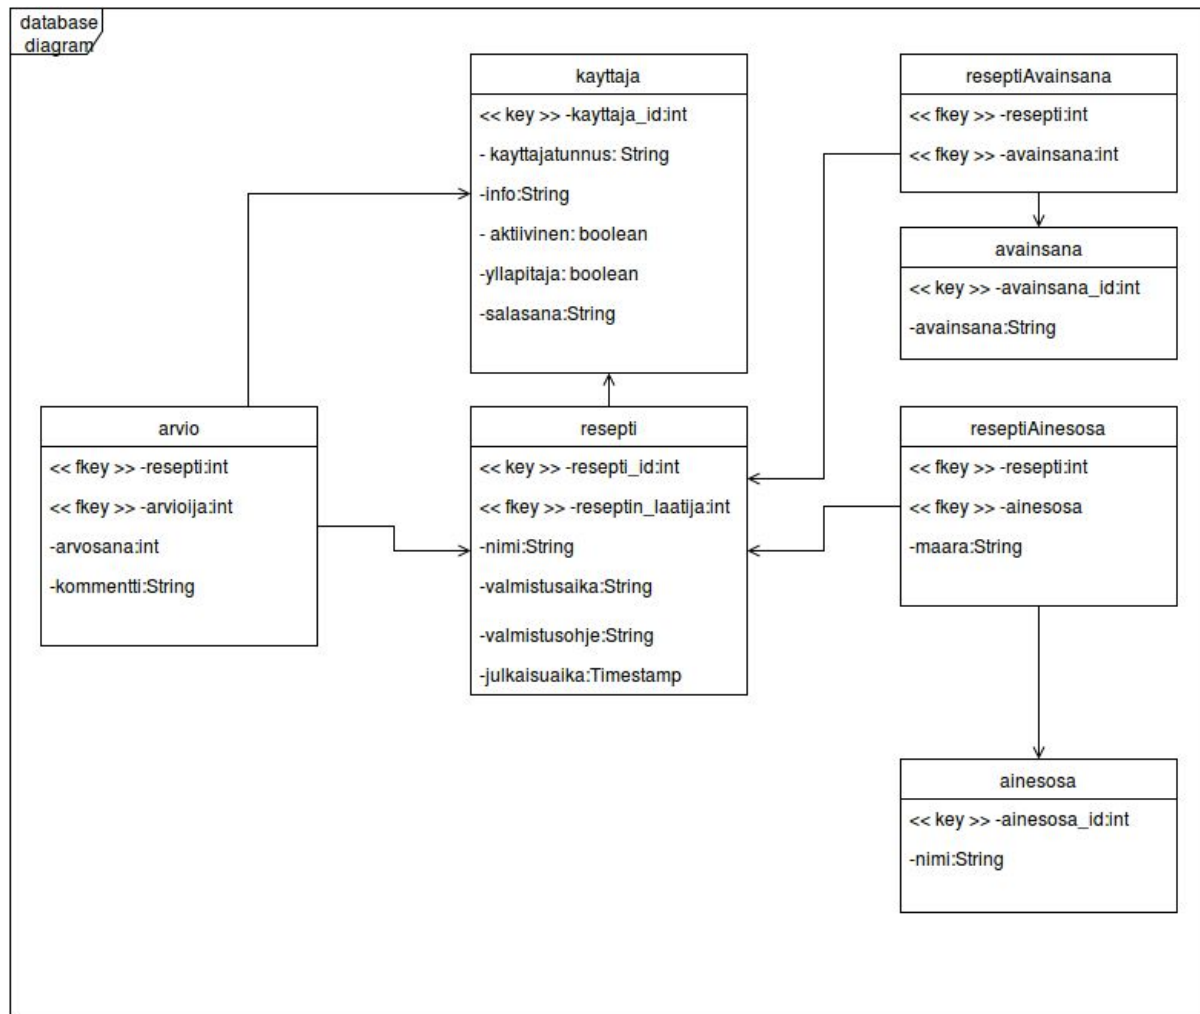 database
diagram
kayttaja
<< key >> -kayttaja_id:int
- kayttajatunnus: String
-info:String
- aktiivinen: boolean
-yllapitaja: boolean
-salasana:String
reseptiAvainsana
<< fkey >> -resepti:int
<< fkey >> -avainsana:int
avainsana
<< key >> -avainsana_id:int
-avainsana:String
arvio
<< fkey >> -resepti:int
<< fkey >> -arvioija:int
-arvosana:int
-kommentti:String
resepti
<< key >> -resepti_id:int
<< fkey >> -reseptin_laatija:int
-nimi:String
-valmistusaika:String
-valmistusohje:String
-julkaisuaika:Timestamp
reseptiAinesosa
<< fkey >> -resepti:int
<< fkey >> -ainesosa
-maara:String
ainesosa
<< key >> -ainesosa_id:int
-nimi:String